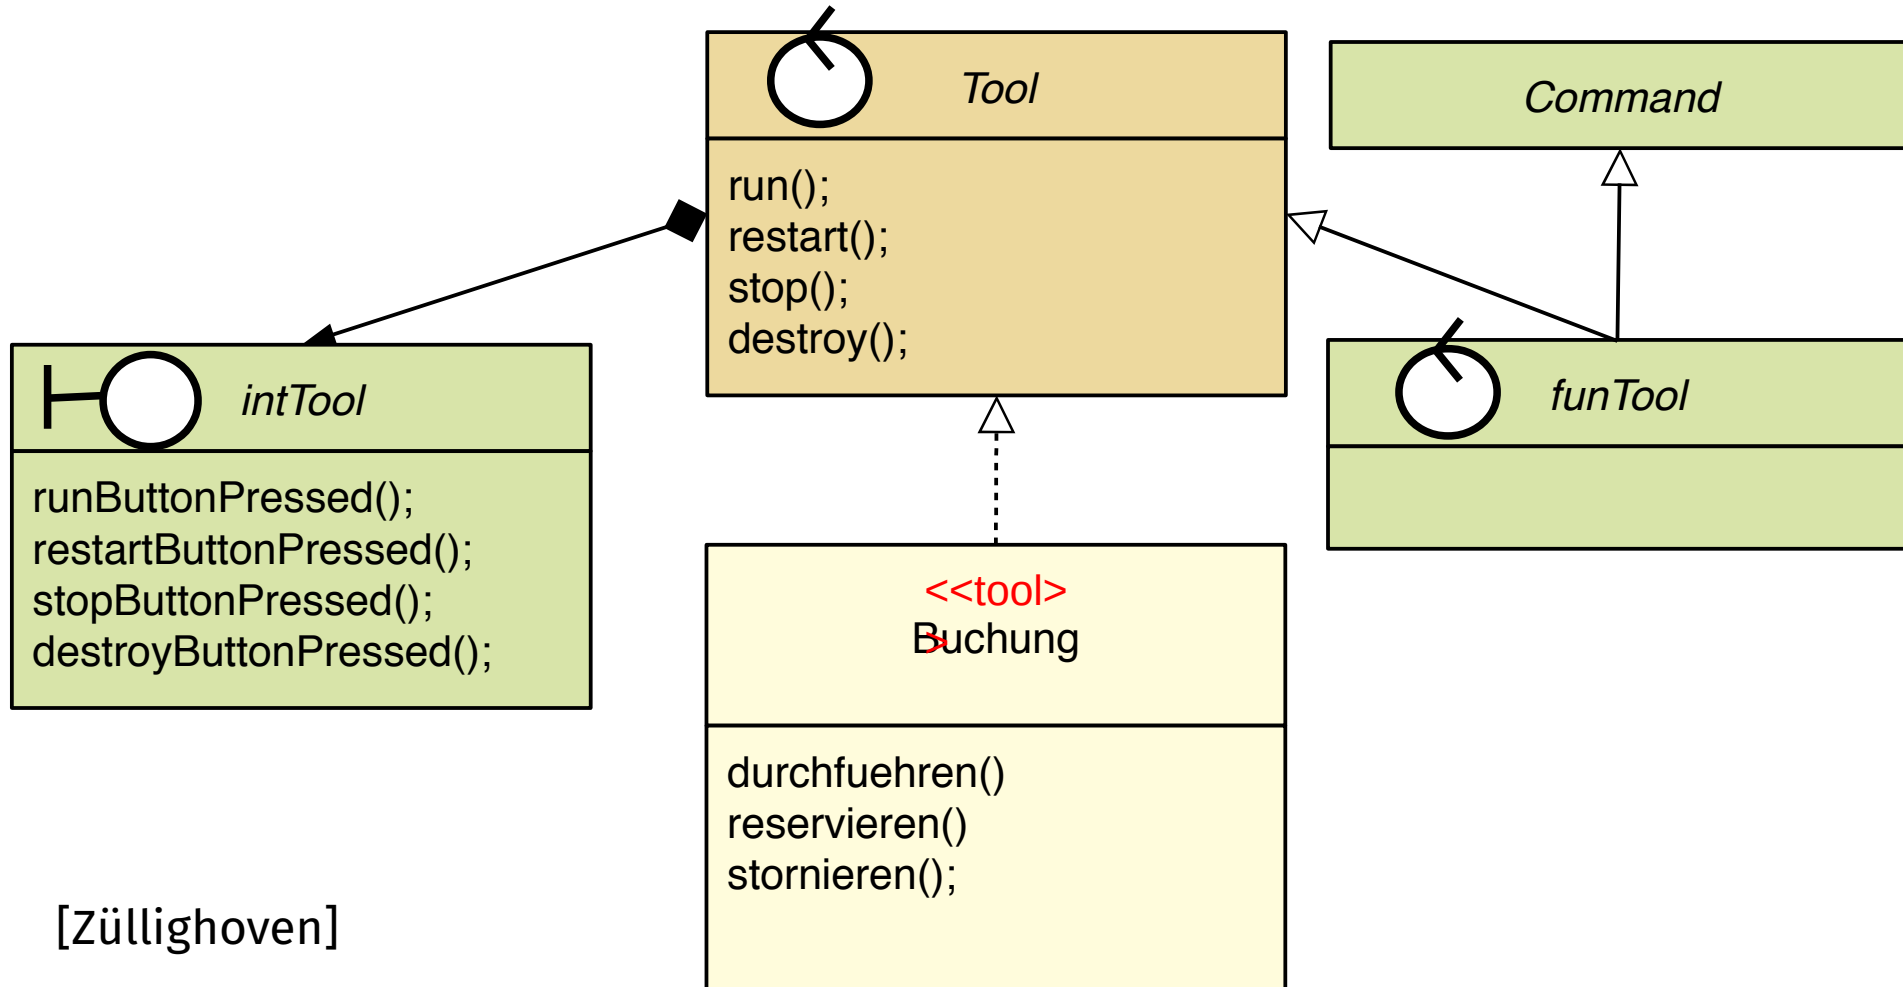 Tool
run();
restart();
stop();
destroy();
Command
intTool
runButtonPressed();
restartButtonPressed();
stopButtonPressed();
destroyButtonPressed();
funTool
<<tool>
>
Buchung
durchfuehren()
reservieren()
stornieren();
[Züllighoven]